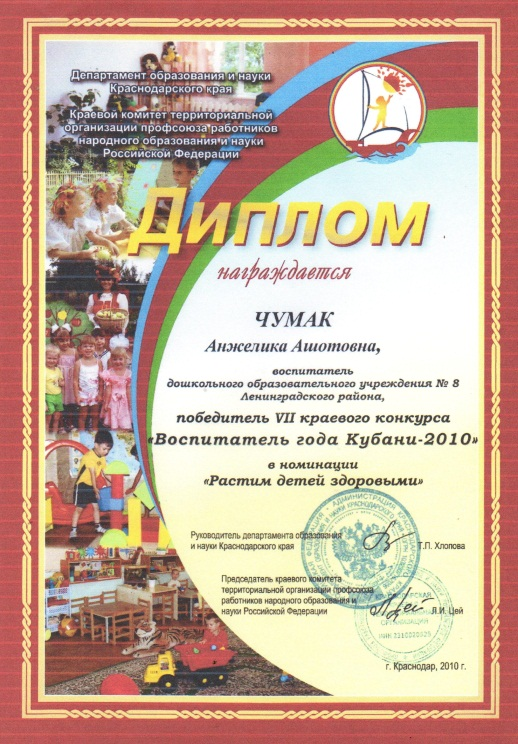 Департамент образования и науки
Краснодарского края
Краевой комитет территориальной
организации профсоюза работников
народного образования и науки
Российской Федерации
Диплом
награждается
ЧУМАК
Анжелика Ашотовна,
воспитатель
дошкольного образовательного учреждения № 8
Ленинградского района,
победитель VII краевого конкурса
«Воспитатель года Кубани-2010»
в номинации
«Растим детей здоровыми»
Руководитель департамента образования
и науки Краснодарского края
Т.П. Хлопова
Председатель краевого комитета
территориальной организации профсоюза
работников народного образования и
науки Российской Федерации
Л.И. Цей
г. Краснодар, 2010 г.